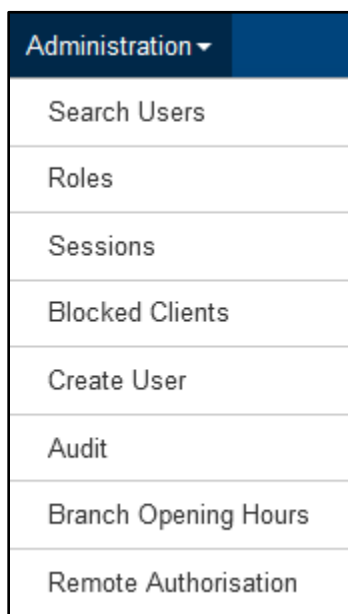 Administration
Search Users
Roles
Sessions
Blocked Clients
Create User
Audit
Branch Opening Hours
Remote Authorisation